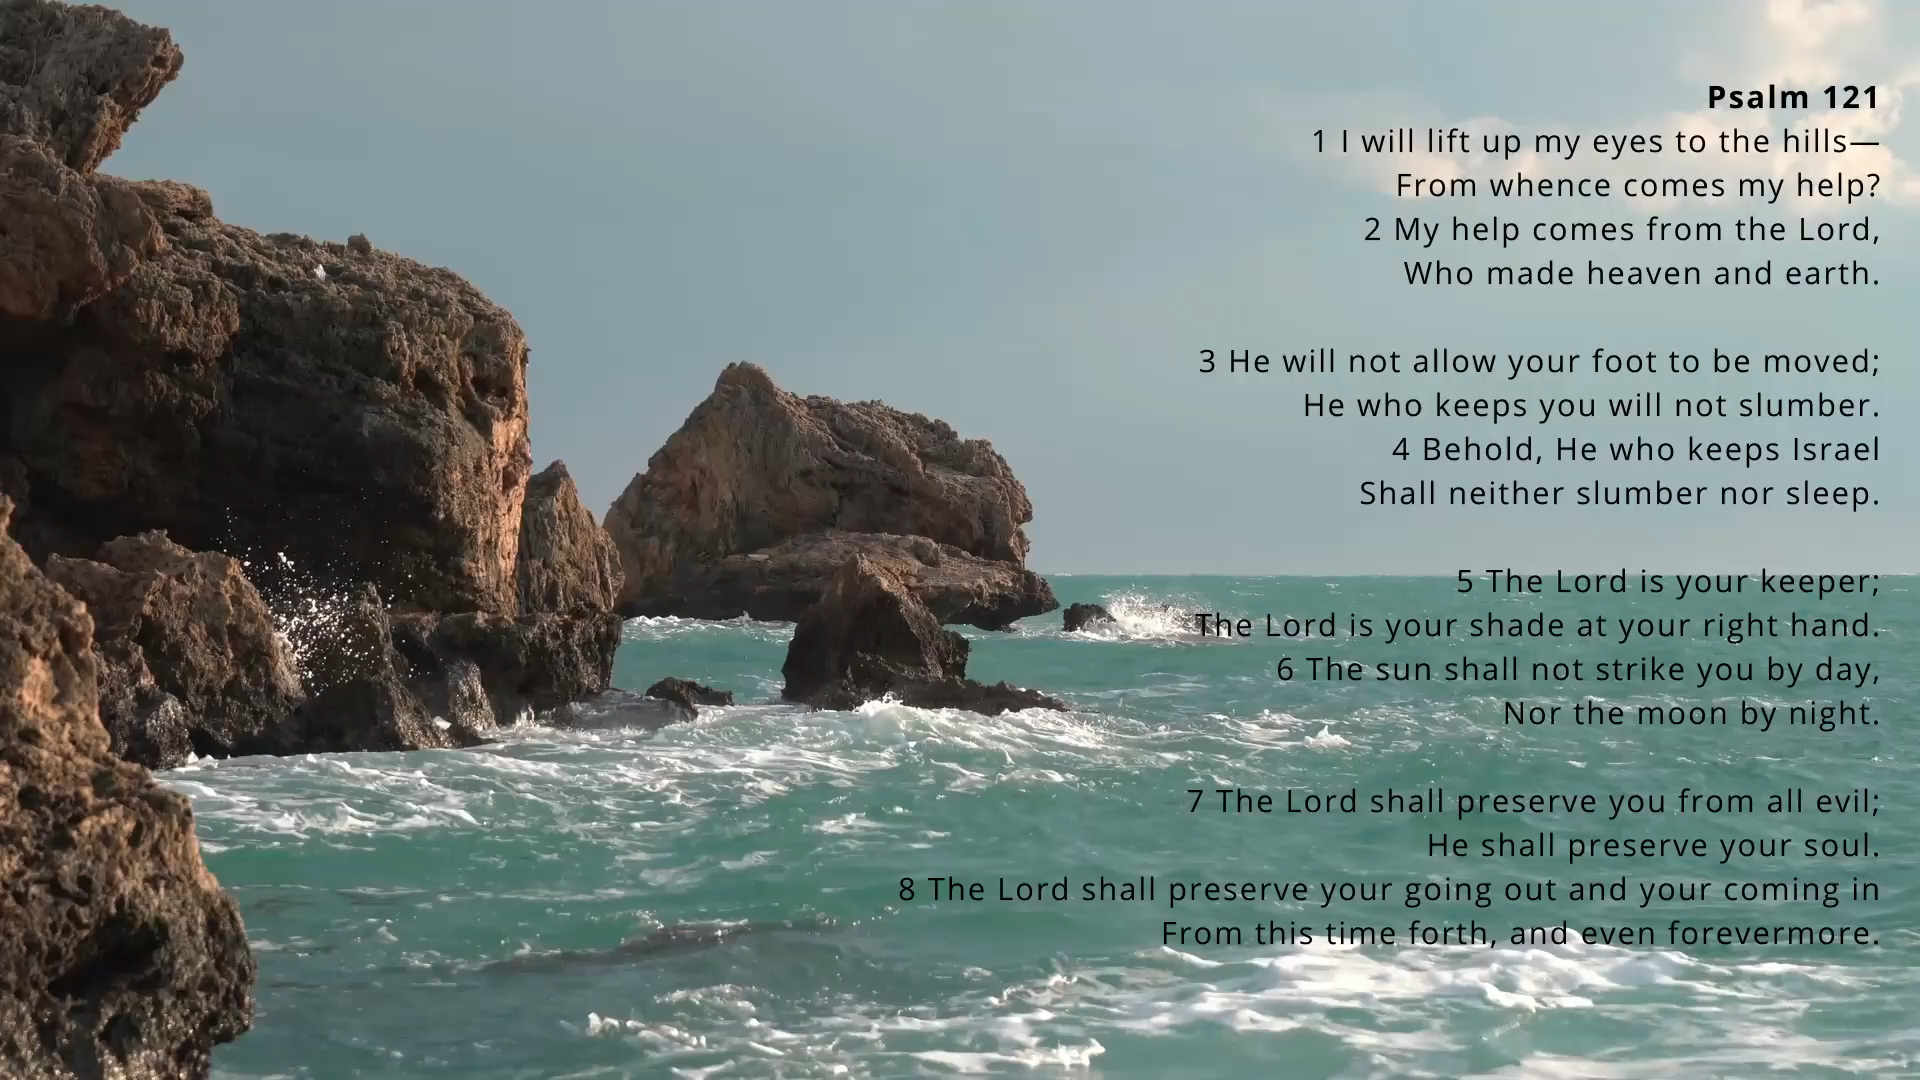 Psalm 121
1 I will lift up my eyes to the hills—
From whence comes my help?
2 My help comes from the Lord,
Who made heaven and earth.
3 He will not allow your foot to be moved;
He who keeps you will not slumber.
4 Behold, He who keeps Israel
Shall neither slumber nor sleep.
5 The Lord is your keeper;
The Lord is your shade at your right hand.
6 The sun shall not strike you by day,
Nor the moon by night.
7 The Lord shall preserve you from all evil;
He shall preserve your soul.
8 The Lord shall preserve your going out and your coming in
From this time forth, and even forevermore.